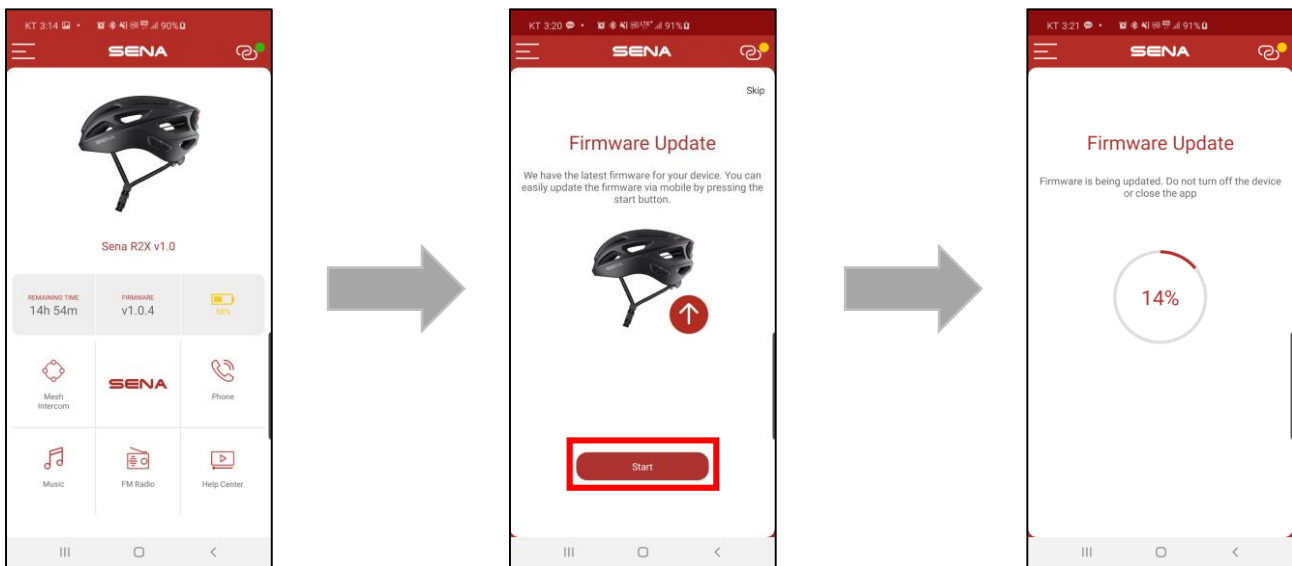 KT 3:14 90%
SENA
Sena R2X v1.0
REMAINING TIME
14h 54m
FIRMWARE
v1.0.4
58%
Mesh
Intercom
SENA
Phone
Music
FM Radio
Help Center
KT 3:20 91%
SENA
Skip
Firmware Update
We have the latest firmware for your device. You can
easily update the firmware via mobile by pressing the
start button.
Start
KT 3:21 91%
SENA
Firmware Update
Firmware is being updated. Do not turn off the device
or close the app
14%